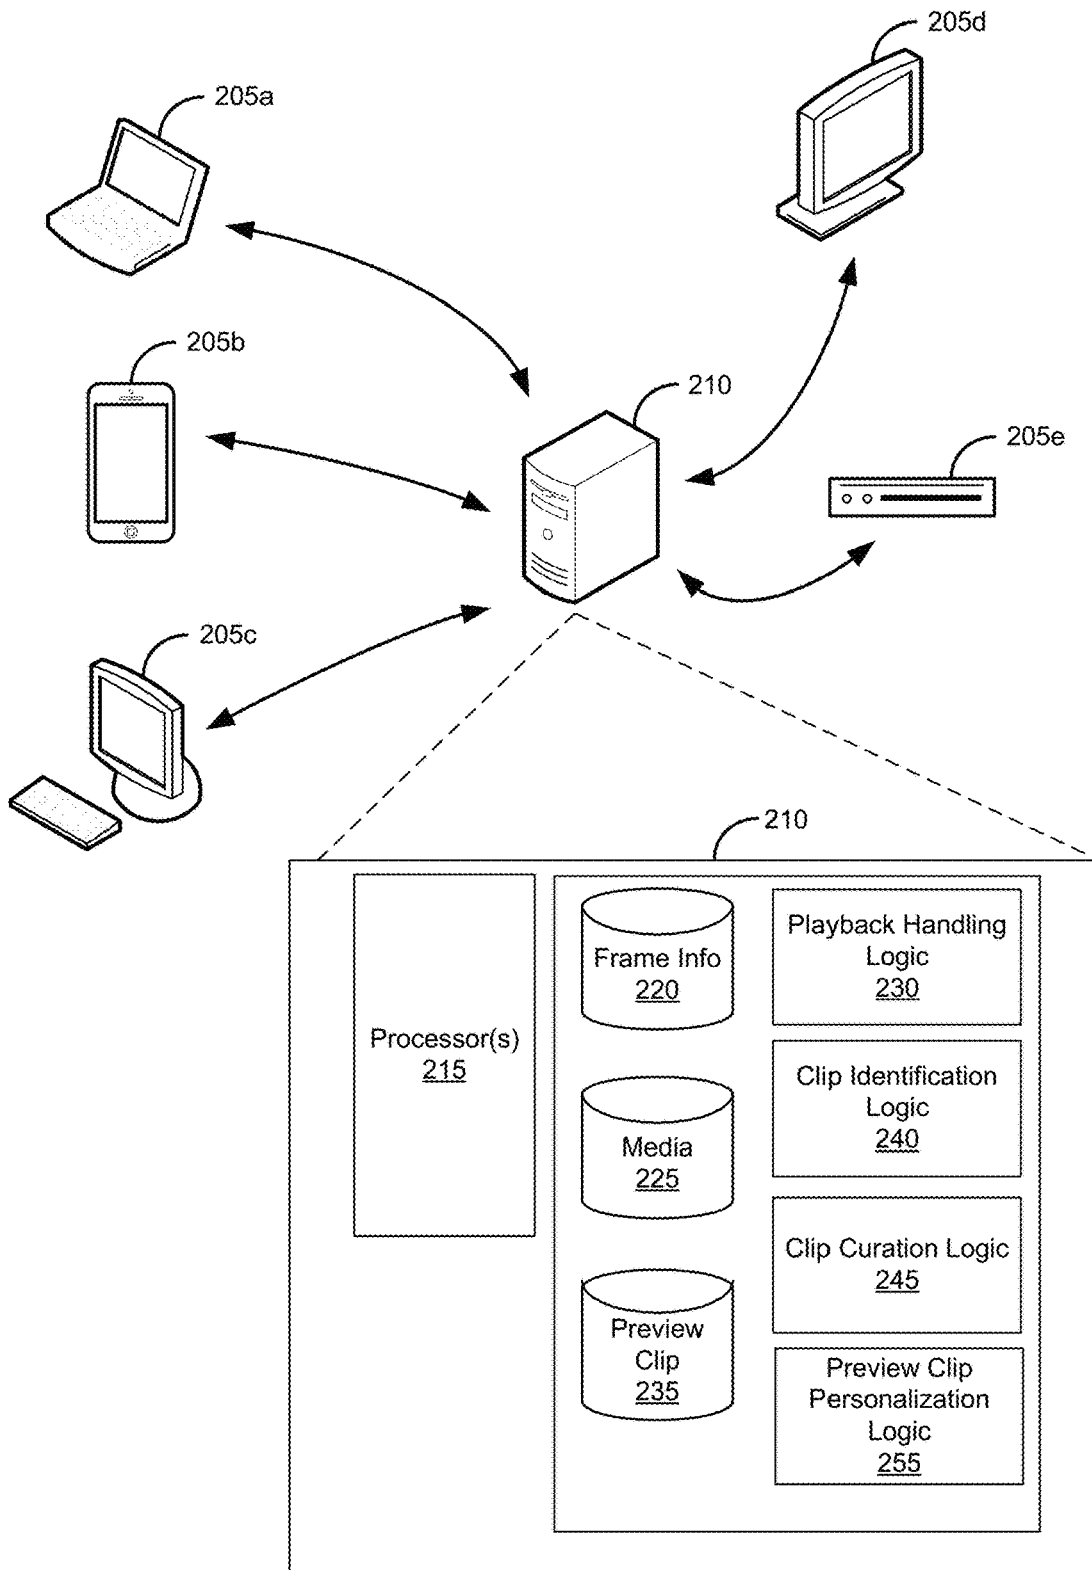 205d
205a
205b
210
205e
205c
210
Processor(s)
215
Frame Info
220
Media
225
Preview
Clip
235
Playback Handling
Logic
230
Clip Identification
Logic
240
Clip Curation Logic
245
Preview Clip
Personalization
Logic
255